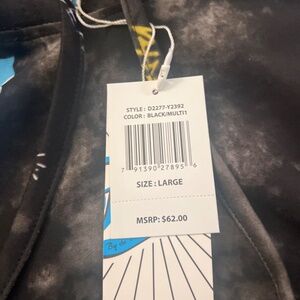 STYLE : D2277-Y2392
COLOR : BLACK/MULTI1
7 91390 27895 6
SIZE : LARGE
MSRP: $62.00